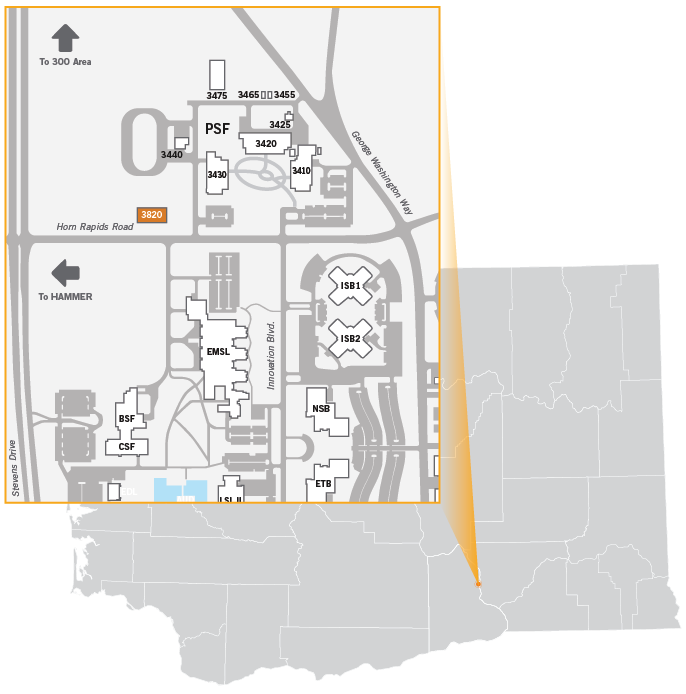 To 300 Area
3475
3465
3455
3425
PSF
3420
3440
3430
3410
George Washington Way
3820
Horn Rapids Road
To HAMMER
ISB1
ISB2
EMSL
Innovation Blvd.
NSB
BSF
CSF
Stevens Drive
ETB
LSL II